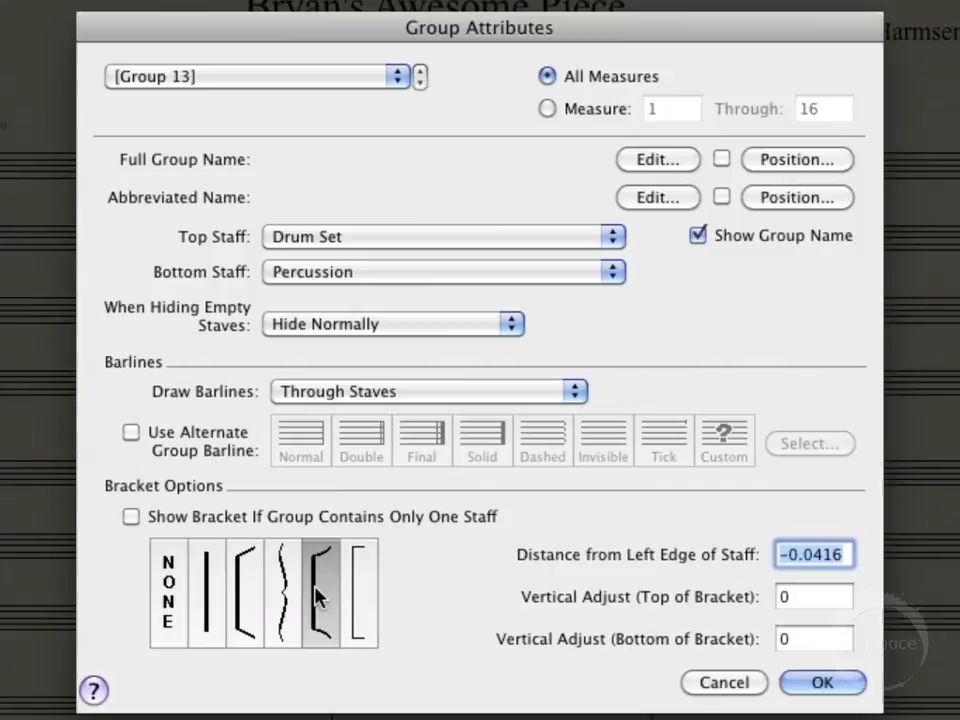 Bryan's Awesome Piece
Group Attributes
Harmsen
[Group 13]
All Measures
Measure: 1 Through: 16
Full Group Name: Edit... Position...
Abbreviated Name: Edit... Position...
Top Staff: Drum Set Show Group Name
Bottom Staff: Percussion
When Hiding Empty
Staves: Hide Normally
Barlines
Draw Barlines: Through Staves
Use Alternate
Group Barline:
Normal Double Final Solid Dashed Invisible Tick Custom Select...
Bracket Options
Show Bracket If Group Contains Only One Staff
NONE
Distance from Left Edge of Staff: -0.0416
Vertical Adjust (Top of Bracket): 0
Vertical Adjust (Bottom of Bracket): 0
? Cancel OK